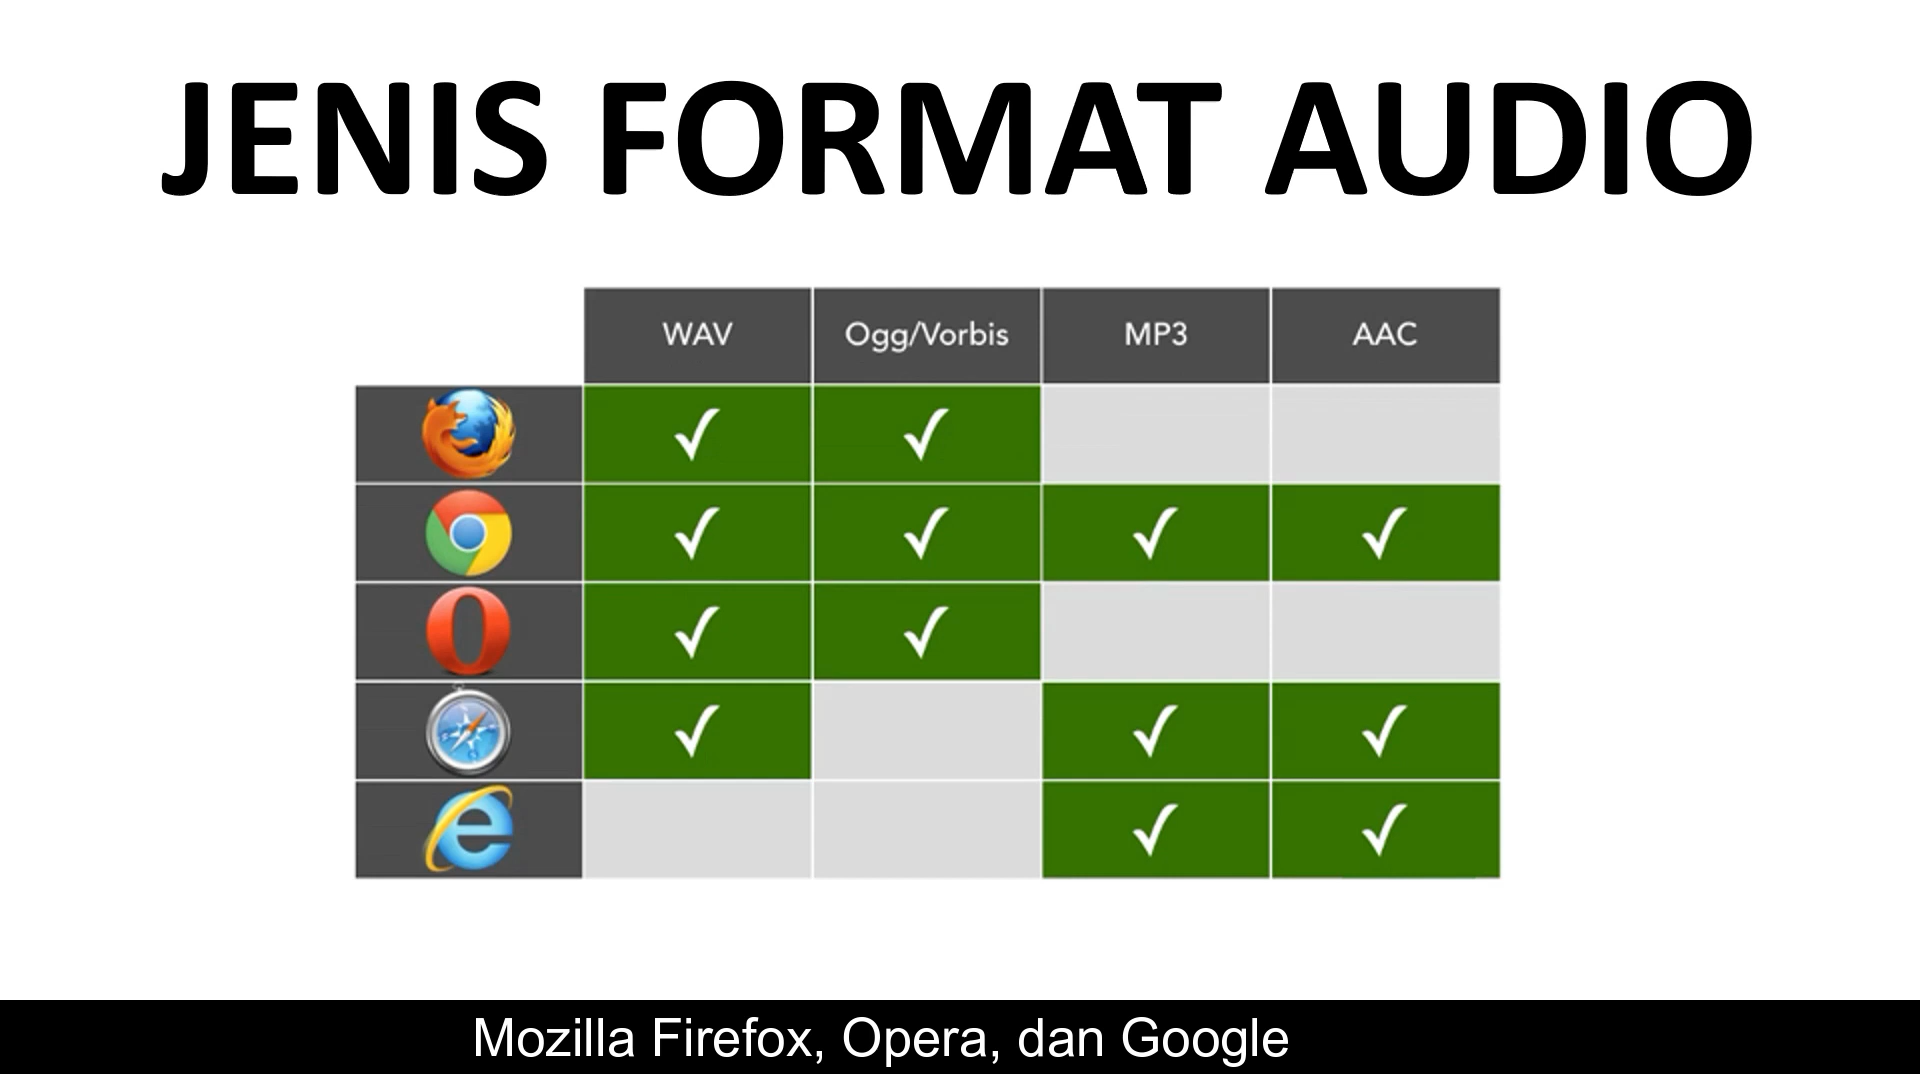 JENIS FORMAT AUDIO
WAV Ogg/Vorbis MP3 AAC
Mozilla Firefox, Opera, dan Google